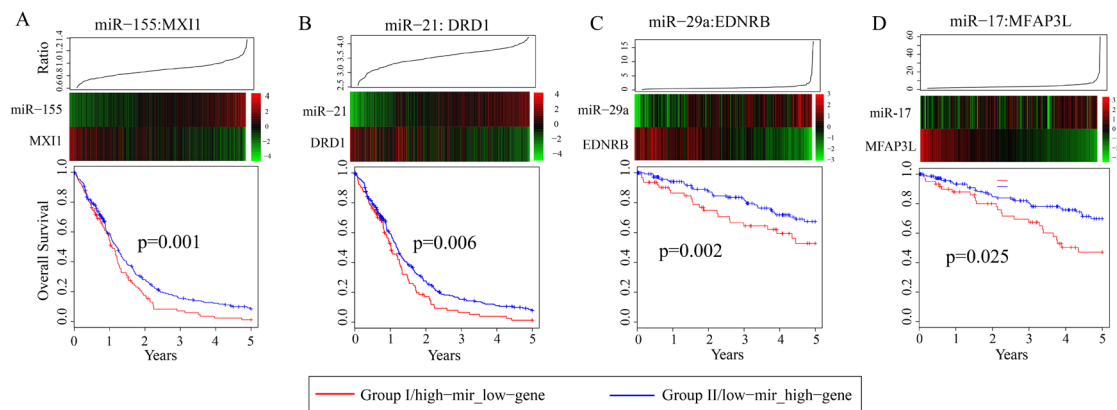 A
miR−155:MXI1
Ratio
0.6 0.8 1.0 1.2 1.4
miR−155
MXI1
4
2
0
−2
−4
Overall Survival
1.0
0.8
0.6
0.4
0.2
0.0
p=0.001
0 1 2 3 4 5
Years
B
miR−21: DRD1
2.5 3.0 3.5 4.0
miR−21
DRD1
4
2
0
−2
−4
1.0
0.8
0.6
0.4
0.2
0.0
p=0.006
0 1 2 3 4 5
Years
C
miR−29a:EDNRB
0 5 10 15
miR−29a
EDNRB
3
2
1
0
−1
−2
−3
1.0
0.8
0.6
0.4
0.2
0.0
p=0.002
0 1 2 3 4 5
Years
D
miR−17:MFAP3L
0 20 40 60
miR-17
MFAP3L
3
2
1
0
1.0
0.8
0.6
0.4
0.2
0.0
p=0.025
0 1 2 3 4 5
Years
Group I/high−mir_low−gene
Group II/low−mir_high−gene